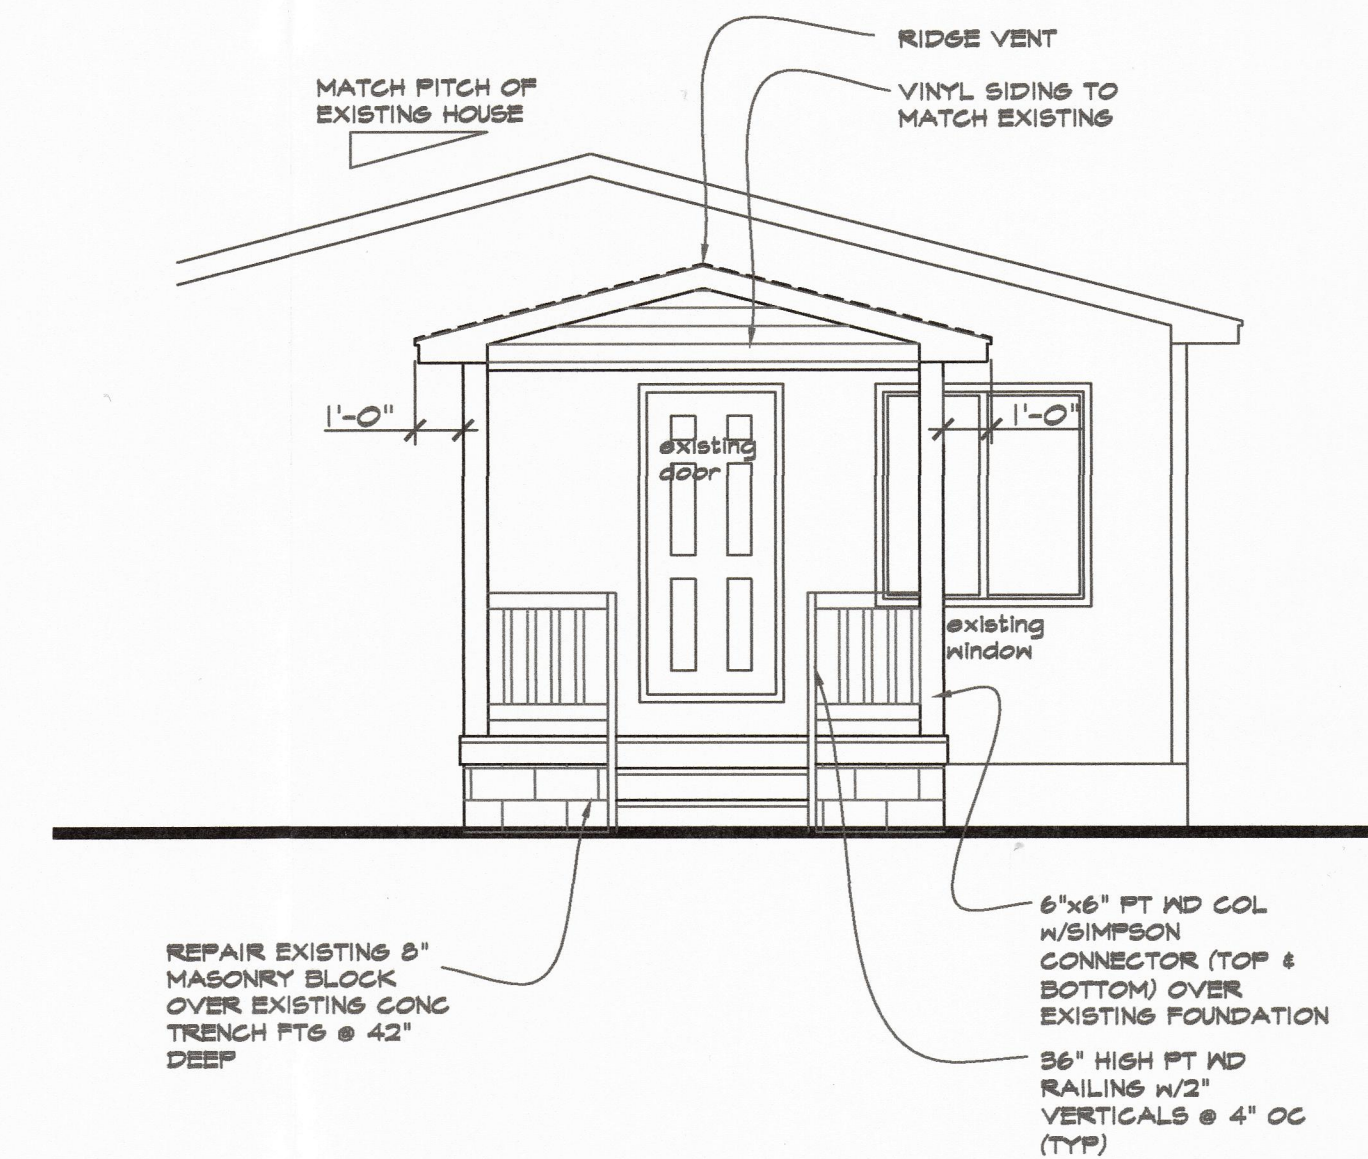 RIDGE VENT
MATCH PITCH OF
EXISTING HOUSE
VINYL SIDING TO
MATCH EXISTING
1'-0"
1'-0"
existing
door
existing
window
6"x6" PT WD COL
W/SIMPSON
CONNECTOR (TOP &
BOTTOM) OVER
EXISTING FOUNDATION
REPAIR EXISTING 8"
MASONRY BLOCK
OVER EXISTING CONC
TRENCH FTG @ 42"
DEEP
36" HIGH PT WD
RAILING W/2"
VERTICALS @ 4" OC
(TYP)